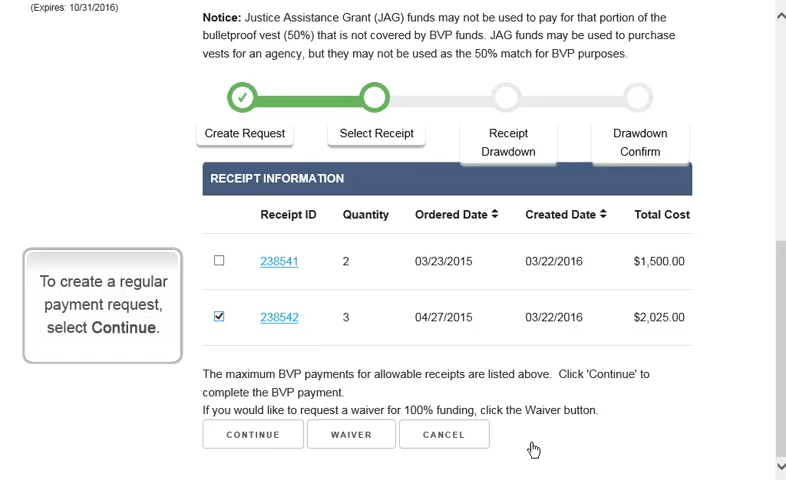 (Expires: 10/31/2016)
Notice: Justice Assistance Grant (JAG) funds may not be used to pay for that portion of the
bulletproof vest (50%) that is not covered by BVP funds. JAG funds may be used to purchase
vests for an agency, but they may not be used as the 50% match for BVP purposes.
Create Request Select Receipt Receipt Drawdown
Drawdown Confirm
RECEIPT INFORMATION
Receipt ID Quantity Ordered Date Created Date Total Cost
238541 2 03/23/2015 03/22/2016 $1,500.00
238542 3 04/27/2015 03/22/2016 $2,025.00
To create a regular
payment request,
select Continue.
The maximum BVP payments for allowable receipts are listed above. Click 'Continue' to
complete the BVP payment.
If you would like to request a waiver for 100% funding, click the Waiver button.
CONTINUE WAIVER CANCEL